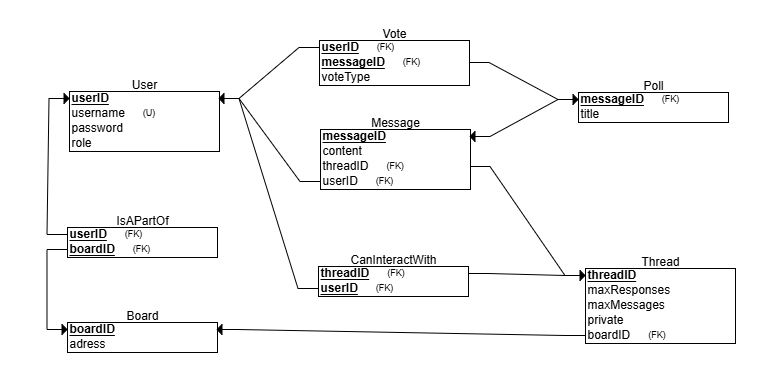 Vote
userID (FK)
messageID (FK)
voteType
User
userID
username (U)
password
role
Poll
messageID (FK)
title
Message
messageID
content
threadID (FK)
userID (FK)
IsAPartOf
userID (FK)
boardID (FK)
CanInteractWith
threadID (FK)
userID (FK)
Thread
threadID
maxResponses
maxMessages
private
boardID (FK)
Board
boardID
adress